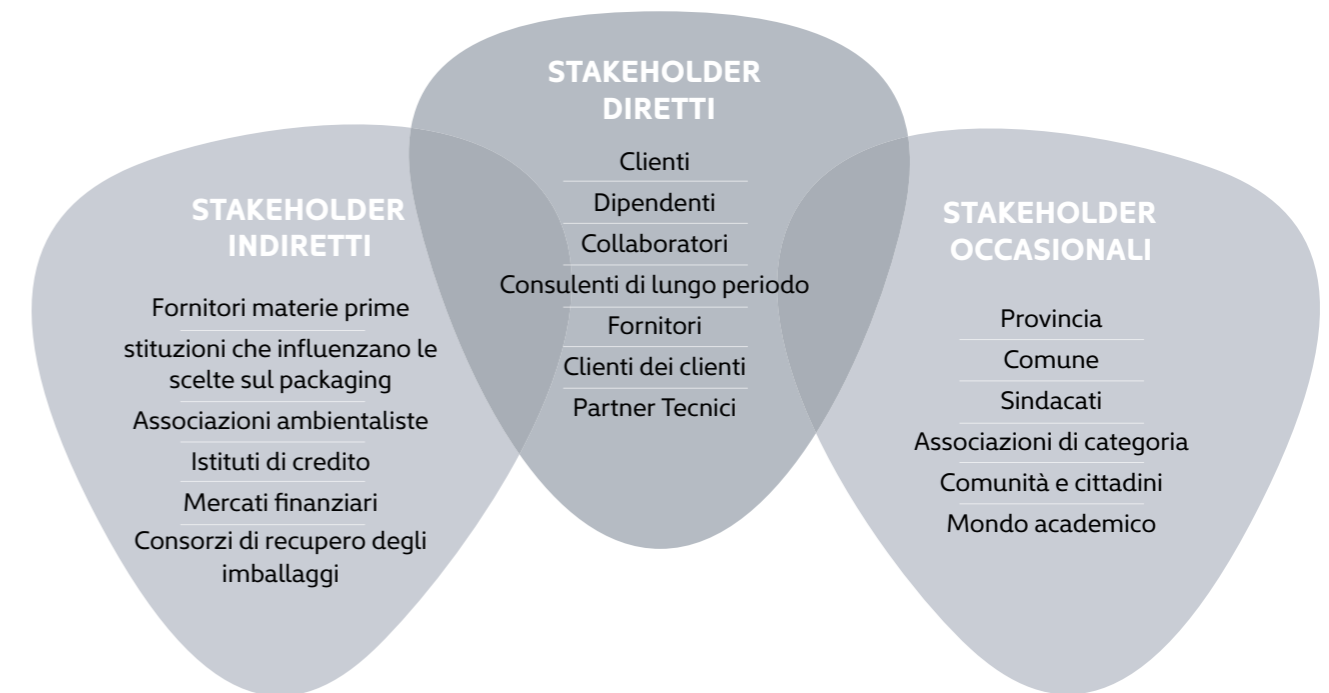 STAKEHOLDER
INDIRETTI
Fornitori materie prime
stituzioni che influenzano le
scelte sul packaging
Associazioni ambientaliste
Istituti di credito
Mercati finanziari
Consorzi di recupero degli
imballaggi
STAKEHOLDER
DIRETTI
Clienti
Dipendenti
Collaboratori
Consulenti di lungo periodo
Fornitori
Clienti dei clienti
Partner Tecnici
STAKEHOLDER
OCCASIONALI
Provincia
Comune
Sindacati
Associazioni di categoria
Comunità e cittadini
Mondo academico